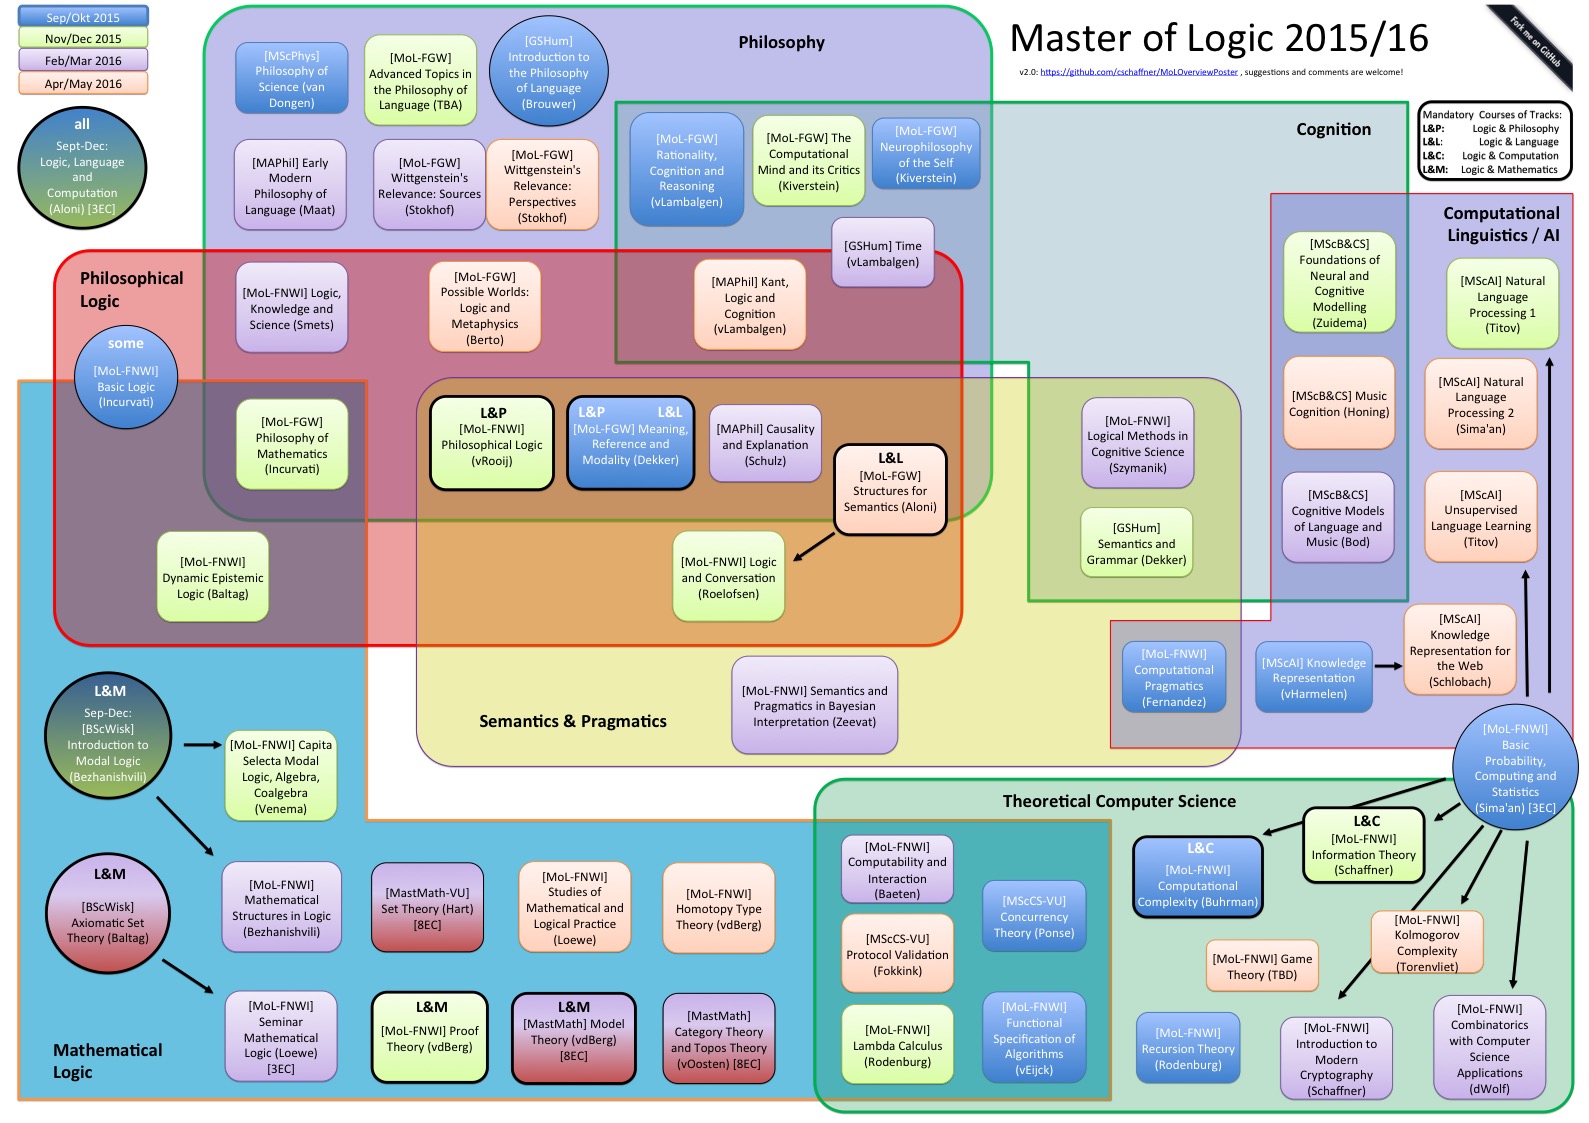 Sep/Okt 2015
Nov/Dec 2015
Feb/Mar 2016
Apr/May 2016
all
Sept-Dec:
Logic, Language
and
Computation
(Aloni) [3EC]
Master of Logic 2015/16
v2.0: https://github.com/cschaffner/MoLOverviewPoster , suggestions and comments are welcome!
Fork me on GitHub
Mandatory Courses of Tracks:
L&P: Logic & Philosophy
L&L: Logic & Language
L&C: Logic & Computation
L&M: Logic & Mathematics
Philosophy
[MScPhys]
Philosophy of
Science (van
Dongen)
[MoL-FGW]
Advanced Topics in
the Philosophy of
Language (TBA)
[GSHum]
Introduction to
the Philosophy
of Language
(Brouwer)
[MAPhil] Early
Modern
Philosophy of
Language (Maat)
[MoL-FGW]
Wittgenstein's
Relevance: Sources
(Stokhof)
[MoL-FGW]
Wittgenstein's
Relevance:
Perspectives
(Stokhof)
Cognition
[MoL-FGW]
Rationality,
Cognition and
Reasoning
(vLambalgen)
[MoL-FGW] The
Computational
Mind and its Critics
(Kiverstein)
[MoL-FGW]
Neurophilosophy
of the Self
(Kiverstein)
[GSHum] Time
(vLambalgen)
Computational
Linguistics / AI
[MScB&CS]
Foundations of
Neural and
Cognitive
Modelling
(Zuidema)
[MScAI] Natural
Language
Processing 1
(Titov)
[MScB&CS] Music
Cognition (Honing)
[MScAI] Natural
Language
Processing 2
(Sima'an)
[MScB&CS]
Cognitive Models
of Language and
Music (Bod)
[MScAI]
Unsupervised
Language Learning
(Titov)
Philosophical
Logic
some
[MoL-FNWI]
Basic Logic
(Incurvati)
[MoL-FNWI] Logic,
Knowledge and
Science (Smets)
[MoL-FGW]
Possible Worlds:
Logic and
Metaphysics
(Berto)
[MAPhil] Kant,
Logic and
Cognition
(vLambalgen)
[MoL-FGW]
Philosophy of
Mathematics
(Incurvati)
L&P
[MoL-FNWI]
Philosophical Logic
(vRooij)
L&P L&L
[MoL-FGW] Meaning,
Reference and
Modality (Dekker)
[MAPhil] Causality
and Explanation
(Schulz)
L&L
[MoL-FGW]
Structures for
Semantics (Aloni)
[MoL-FNWI]
Logical Methods in
Cognitive Science
(Szymanik)
[GSHum]
Semantics and
Grammar (Dekker)
[MoL-FNWI]
Dynamic Epistemic
Logic (Baltag)
[MoL-FNWI] Logic
and Conversation
(Roelofsen)
[MoL-FNWI]
Computational
Pragmatics
(Fernandez)
[MScAI] Knowledge
Representation
(vHarmelen)
[MScAI]
Knowledge
Representation for
the Web
(Schlobach)
Semantics & Pragmatics
[MoL-FNWI] Semantics and
Pragmatics in Bayesian
Interpretation (Zeevat)
[MoL-FNWI]
Basic
Probability,
Computing and
Statistics
(Sima'an) [3EC]
L&M
Sep-Dec:
[BScWisk]
Introduction to
Modal Logic
(Bezhanishvili)
[MoL-FNWI] Capita
Selecta Modal
Logic, Algebra,
Coalgebra
(Venema)
L&M
[BScWisk]
Axiomatic Set
Theory (Baltag)
[MoL-FNWI]
Mathematical
Structures in Logic
(Bezhanishvili)
[MastMath-VU]
Set Theory (Hart)
[8EC]
[MoL-FNWI]
Studies of
Mathematical and
Logical Practice
(Loewe)
[MoL-FNWI]
Homotopy Type
Theory (vdBerg)
[MoL-FNWI]
Seminar
Mathematical
Logic (Loewe)
[3EC]
L&M
[MoL-FNWI] Proof
Theory (vdBerg)
L&M
[MastMath] Model
Theory (vdBerg)
[8EC]
[MastMath]
Category Theory
and Topos Theory
(vOosten) [8EC]
Mathematical
Logic
Theoretical Computer Science
[MoL-FNWI]
Computability and
Interaction
(Baeten)
[MScCS-VU]
Concurrency
Theory (Ponse)
[MScCS-VU]
Protocol Validation
(Fokkink)
[MoL-FNWI]
Lambda Calculus
(Rodenburg)
[MoL-FNWI]
Functional
Specification of
Algorithms
(vEijck)
L&C
[MoL-FNWI]
Computational
Complexity (Buhrman)
L&C
[MoL-FNWI]
Information Theory
(Schaffner)
[MoL-FNWI] Game
Theory (TBD)
[MoL-FNWI]
Kolmogorov
Complexity
(Torenvliet)
[MoL-FNWI]
Recursion Theory
(Rodenburg)
[MoL-FNWI]
Introduction to
Modern
Cryptography
(Schaffner)
[MoL-FNWI]
Combinatorics
with Computer
Science
Applications
(dWolf)